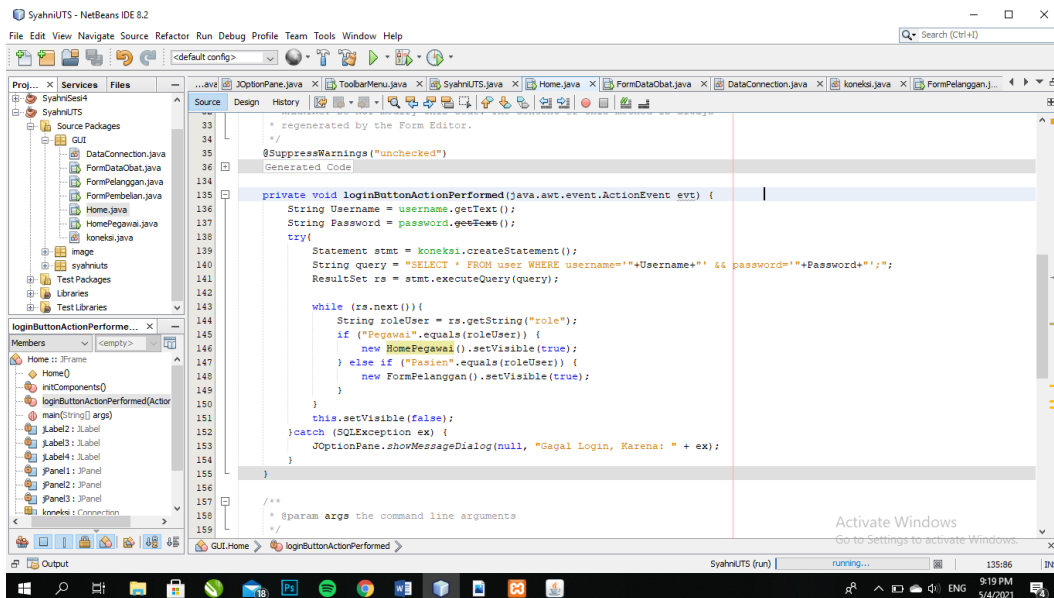 SyahniUTS - NetBeans IDE 8.2
File Edit View Navigate Source Refactor Run Debug Profile Team Tools Window Help
Search (Ctrl+I)
<default config>
Proj... Services Files
...ava JOptionPane.java ToolbarMenu.java SyahniUTS.java Home.java FormDataObat.java DataConnection.java koneksi.java FormPelanggan.j...
Source Design History
SyahniSesi4
SyahniUTS
Source Packages
GUI
DataConnection.java
FormDataObat.java
FormPelanggan.java
FormPembelian.java
Home.java
HomePegawai.java
koneksi.java
image
syahniuts
Test Packages
Libraries
Test Libraries
33 * regenerated by the Form Editor.
34 */
35 @SuppressWarnings("unchecked")
36 Generated Code
134
135 private void loginButtonActionPerformed(java.awt.event.ActionEvent evt) {
136 String Username = username.getText();
137 String Password = password.getText();
138 try{
139 Statement stmt = koneksi.createStatement();
140 String query = "SELECT * FROM user WHERE username='"+Username+"' && password='"+Password+"';";
141 ResultSet rs = stmt.executeQuery(query);
142
143 while (rs.next()){
144 String roleUser = rs.getString("role");
145 if ("Pegawai".equals(roleUser)) {
146 new HomePegawai().setVisible(true);
147 } else if ("Pasien".equals(roleUser)) {
148 new FormPelanggan().setVisible(true);
149 }
150 }
151 this.setVisible(false);
152 }catch (SQLException ex) {
153 JOptionPane.showMessageDialog(null, "Gagal Login, Karena: " + ex);
154 }
155 }
156
157 /**
158 * @param args the command line arguments
159 */
loginButtonActionPerforme...
Members <empty>
Home :: JFrame
Home()
initComponents()
loginButtonActionPerformed(Action
main(String[] args)
jLabel2 : JLabel
jLabel3 : JLabel
jLabel4 : JLabel
jPanel1 : JPanel
jPanel2 : JPanel
jPanel3 : JPanel
koneksi : Connection
GUI.Home loginButtonActionPerformed
Activate Windows
Go to Settings to activate Windows.
Output
SyahniUTS (run) running... 135:86 IN
18
Ps
ENG
9:19 PM
5/4/2021
4